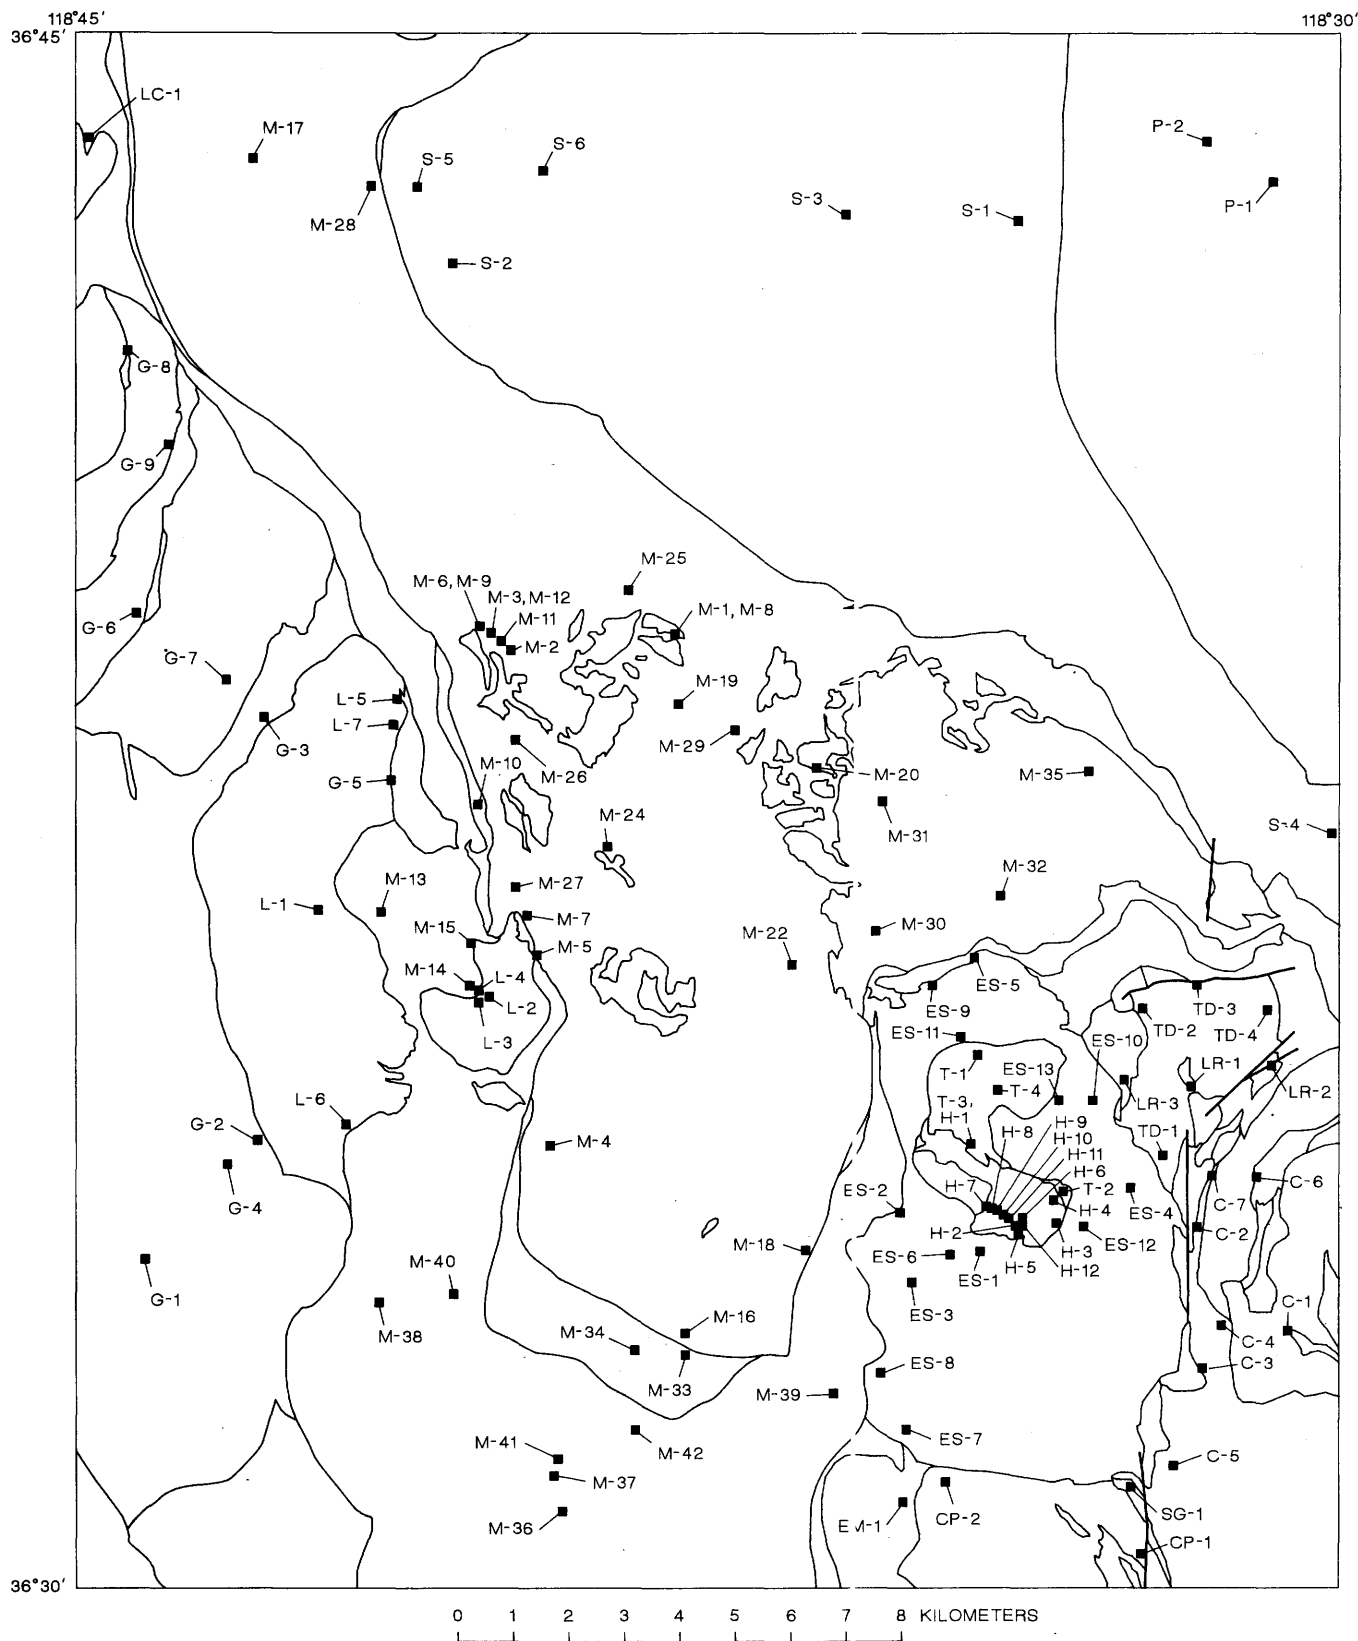 118°45′
118°30′
36°45′
LC-1
M-17
P-2
S-6
S-5
S-3
S-1
P-1
M-28
S-2
G-8
G-9
M-25
M-6, M-9
M-3, M-12
M-1, M-8
M-11
G-6
M-2
G-7
M-19
L-5
L-7
G-3
M-29
M-10
M-26
M-20
M-35
G-5
M-24
S-4
M-31
M-32
M-13
M-27
L-1
M-7
M-15
M-22
M-30
M-5
M-14
L-4
ES-5
L-2
ES-9
TD-3
ES-11
TD-2
TD-4
L-3
ES-10
LR-1
ES-13
T-1
T-4
LR-2
T-3,
L-6
H-1
LR-3
H-9
G-2
H-8
H-10
TD-1
M-4
H-11
H-6
H-7
ES-2
T-2
C-6
G-4
H-4
C-7
ES-4
H-2
C-2
M-18
ES-12
ES-6
H-3
M-40
ES-1
H-5
H-12
G-1
C-1
ES-3
M-16
M-38
M-34
C-4
C-3
ES-8
M-33
M-39
ES-7
M-41
M-42
C-5
M-37
SG-1
M-36
CP-2
CP-1
36°30′
0 1 2 3 4 5 6 7 8 KILOMETERS